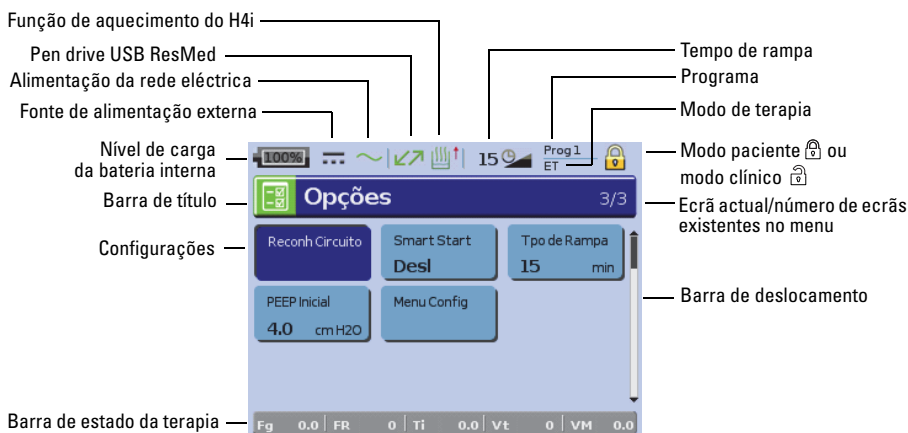 Função de aquecimento do H4i
Pen drive USB ResMed
Alimentação da rede eléctrica
Fonte de alimentação externa
Nível de carga
da bateria interna
Barra de título
Configurações
Barra de estado da terapia
Tempo de rampa
Programa
Modo de terapia
Modo paciente ou
modo clínico
Ecrã actual/número de ecrãs
existentes no menu
Barra de deslocamento
100% 15 Prog1
ET
Opções 3/3
Reconh Circuito Smart Start Tpo de Rampa
Desl 15 min
PEEP Inicial Menu Config
4.0 cm H2O
Fg 0.0 FR 0 Ti 0.0 Vt 0 VM 0.0